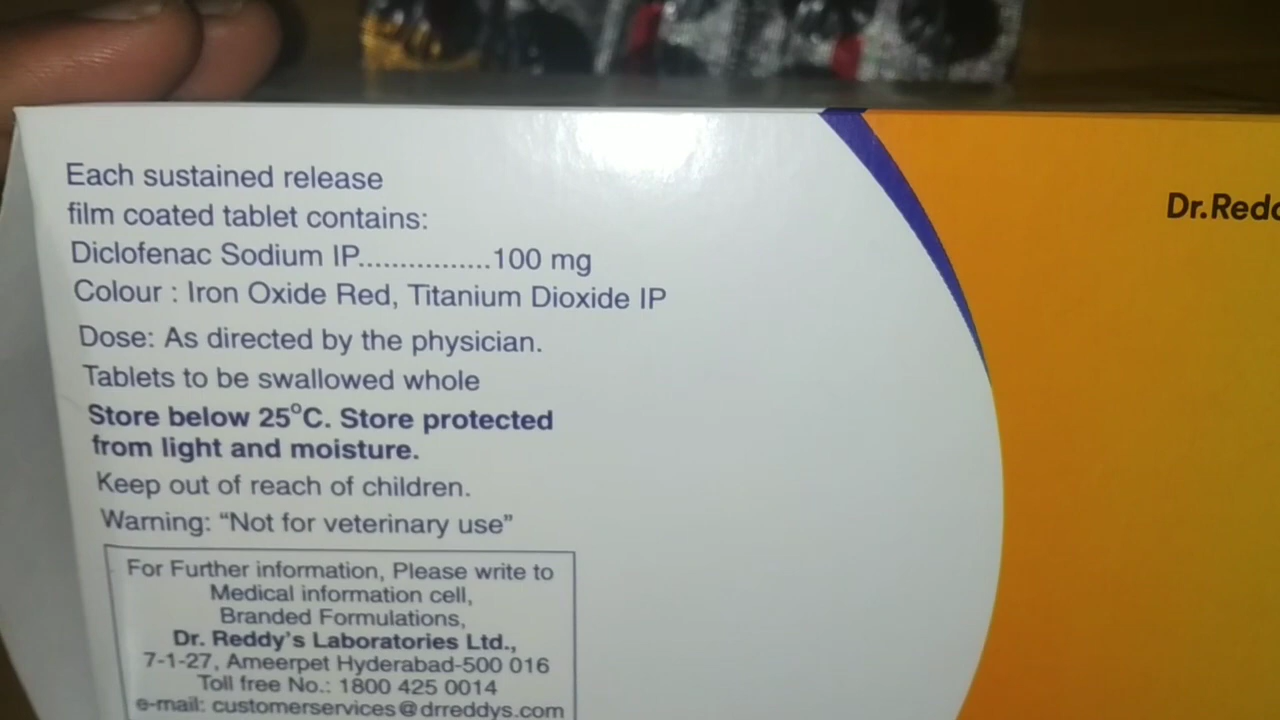 Each sustained release
film coated tablet contains:
Diclofenac Sodium IP................100 mg
Colour : Iron Oxide Red, Titanium Dioxide IP
Dose: As directed by the physician.
Tablets to be swallowed whole
Store below 25°C. Store protected
from light and moisture.
Keep out of reach of children.
Warning: “Not for veterinary use”
For Further information, Please write to
Medical information cell,
Branded Formulations,
Dr. Reddy's Laboratories Ltd.,
7-1-27, Ameerpet Hyderabad-500 016
Toll free No.: 1800 425 0014
e-mail: customerservices@drreddys.com
Dr.Redd